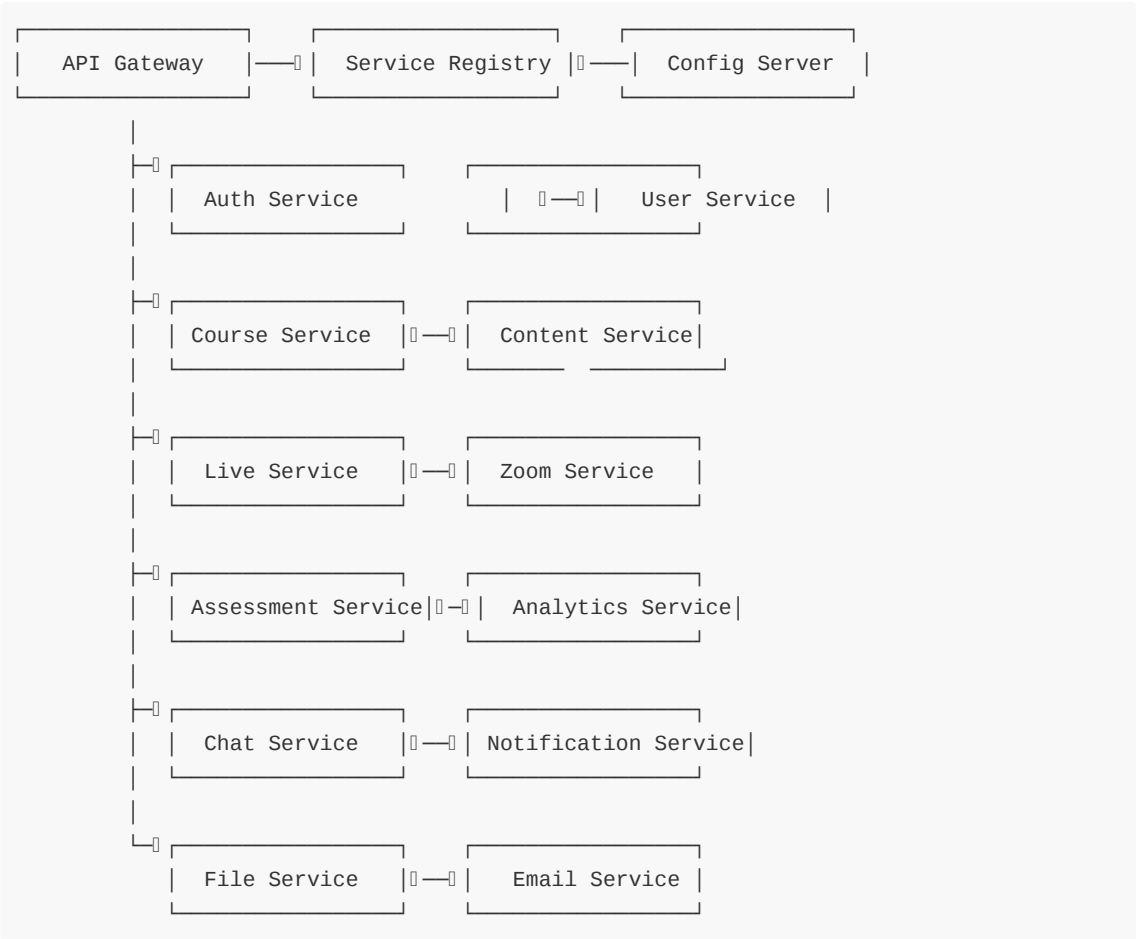 API Gateway Service Registry Config Server
Auth Service User Service
Course Service Content Service
Live Service Zoom Service
Assessment Service Analytics Service
Chat Service Notification Service
File Service Email Service